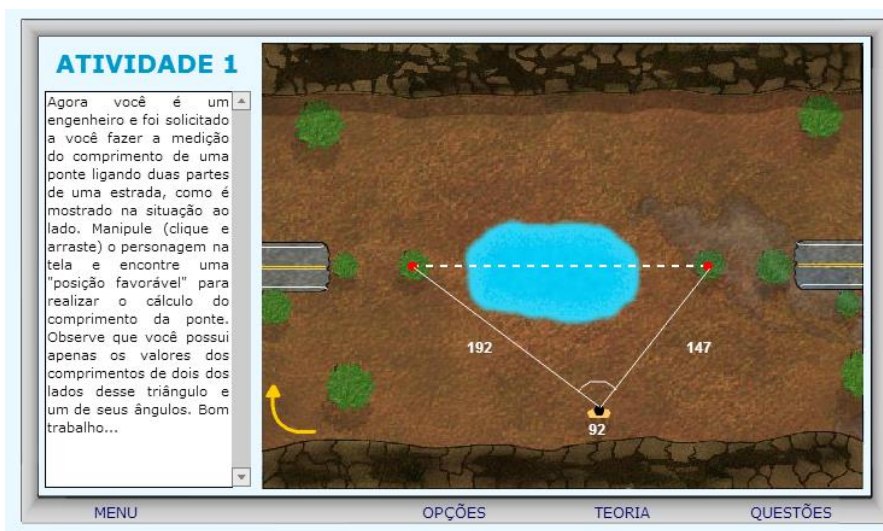 ATIVIDADE 1
Agora você é um
engenheiro e foi solicitado
a você fazer a medição
do comprimento de uma
ponte ligando duas partes
de uma estrada, como é
mostrado na situação ao
lado. Manipule (clique e
arraste) o personagem na
tela e encontre uma
"posição favorável" para
realizar o cálculo do
comprimento da ponte.
Observe que você possui
apenas os valores dos
comprimentos de dois dos
lados desse triângulo e
um de seus ângulos. Bom
trabalho...
192
147
92
MENU
OPÇÕES
TEORIA
QUESTÕES